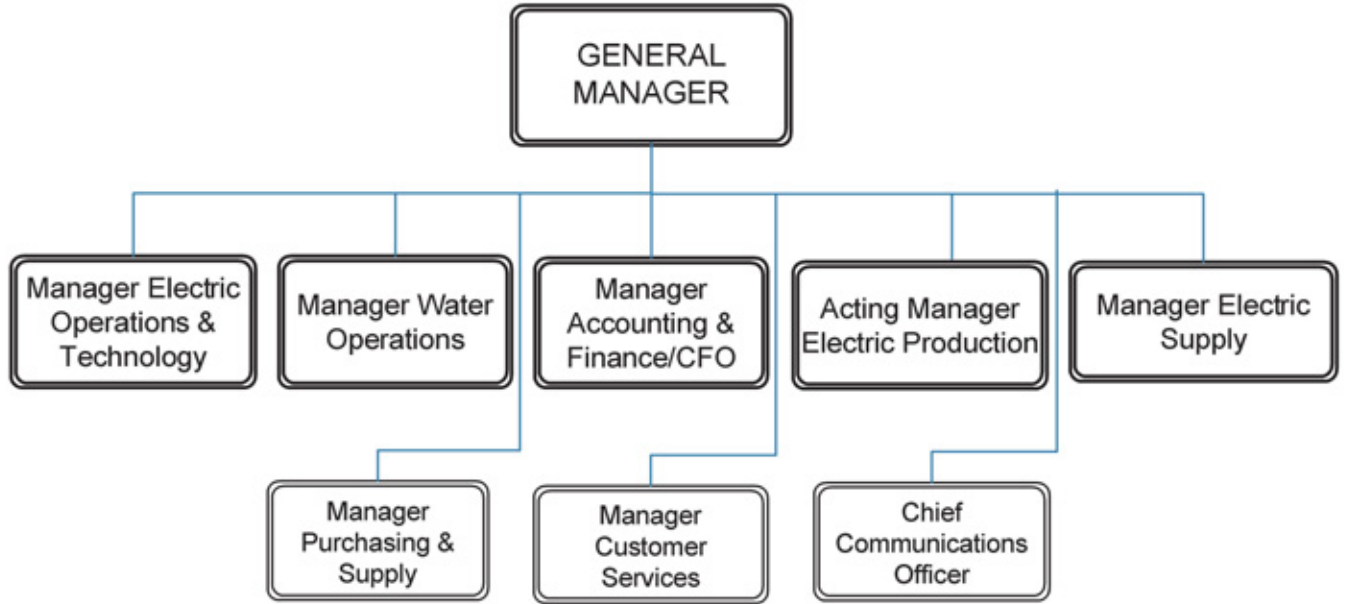 GENERAL
MANAGER
Manager Electric
Operations &
Technology
Manager Water
Operations
Manager
Accounting &
Finance/CFO
Acting Manager
Electric Production
Manager Electric
Supply
Manager
Purchasing &
Supply
Manager
Customer
Services
Chief
Communications
Officer